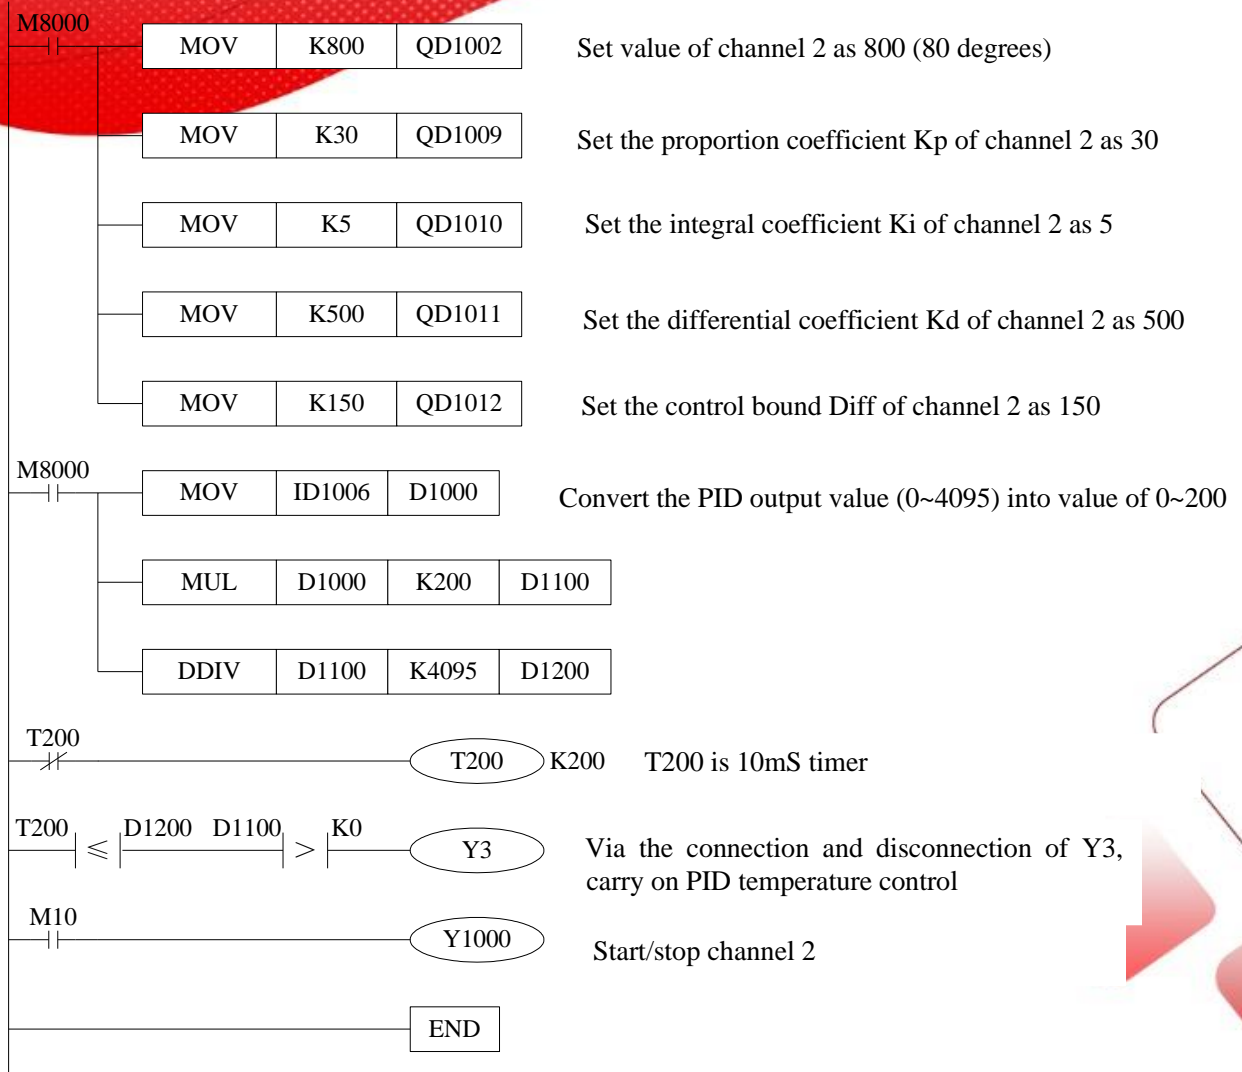 M8000
MOV K800 QD1002 Set value of channel 2 as 800 (80 degrees)
MOV K30 QD1009 Set the proportion coefficient Kp of channel 2 as 30
MOV K5 QD1010 Set the integral coefficient Ki of channel 2 as 5
MOV K500 QD1011 Set the differential coefficient Kd of channel 2 as 500
MOV K150 QD1012 Set the control bound Diff of channel 2 as 150
M8000
MOV ID1006 D1000 Convert the PID output value (0~4095) into value of 0~200
MUL D1000 K200 D1100
DDIV D1100 K4095 D1200
T200
T200 K200 T200 is 10mS timer
T200 ≤ D1200 D1100 > K0
Y3 Via the connection and disconnection of Y3,
carry on PID temperature control
M10
Y1000 Start/stop channel 2
END